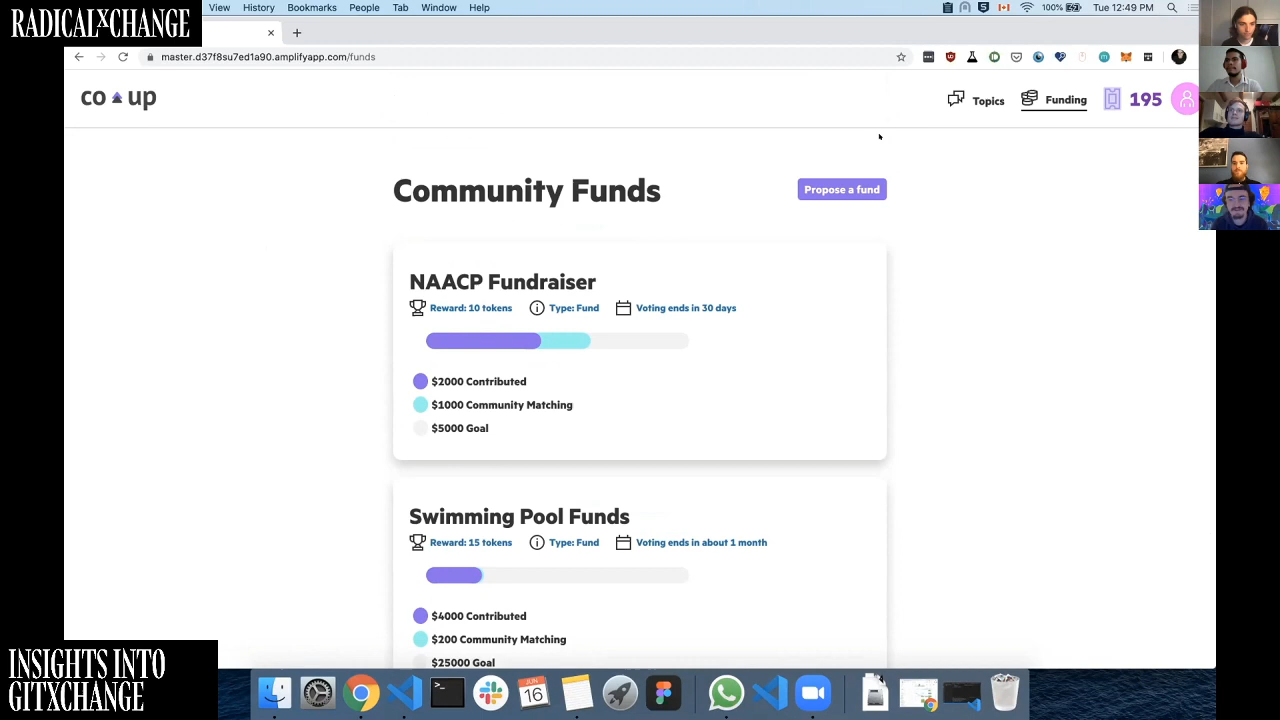 RADICALXCHANGE
View History Bookmarks People Tab Window Help
100% Tue 12:49 PM
master.d37f8su7ed1a90.amplifyapp.com/funds
co up
Topics
Funding
195
Community Funds
Propose a fund
NAACP Fundraiser
Reward: 10 tokens Type: Fund Voting ends in 30 days
$2000 Contributed
$1000 Community Matching
$5000 Goal
Swimming Pool Funds
Reward: 15 tokens Type: Fund Voting ends in about 1 month
$4000 Contributed
$200 Community Matching
$25000 Goal
INSIGHTS INTO
GITXCHANGE
JUN
16